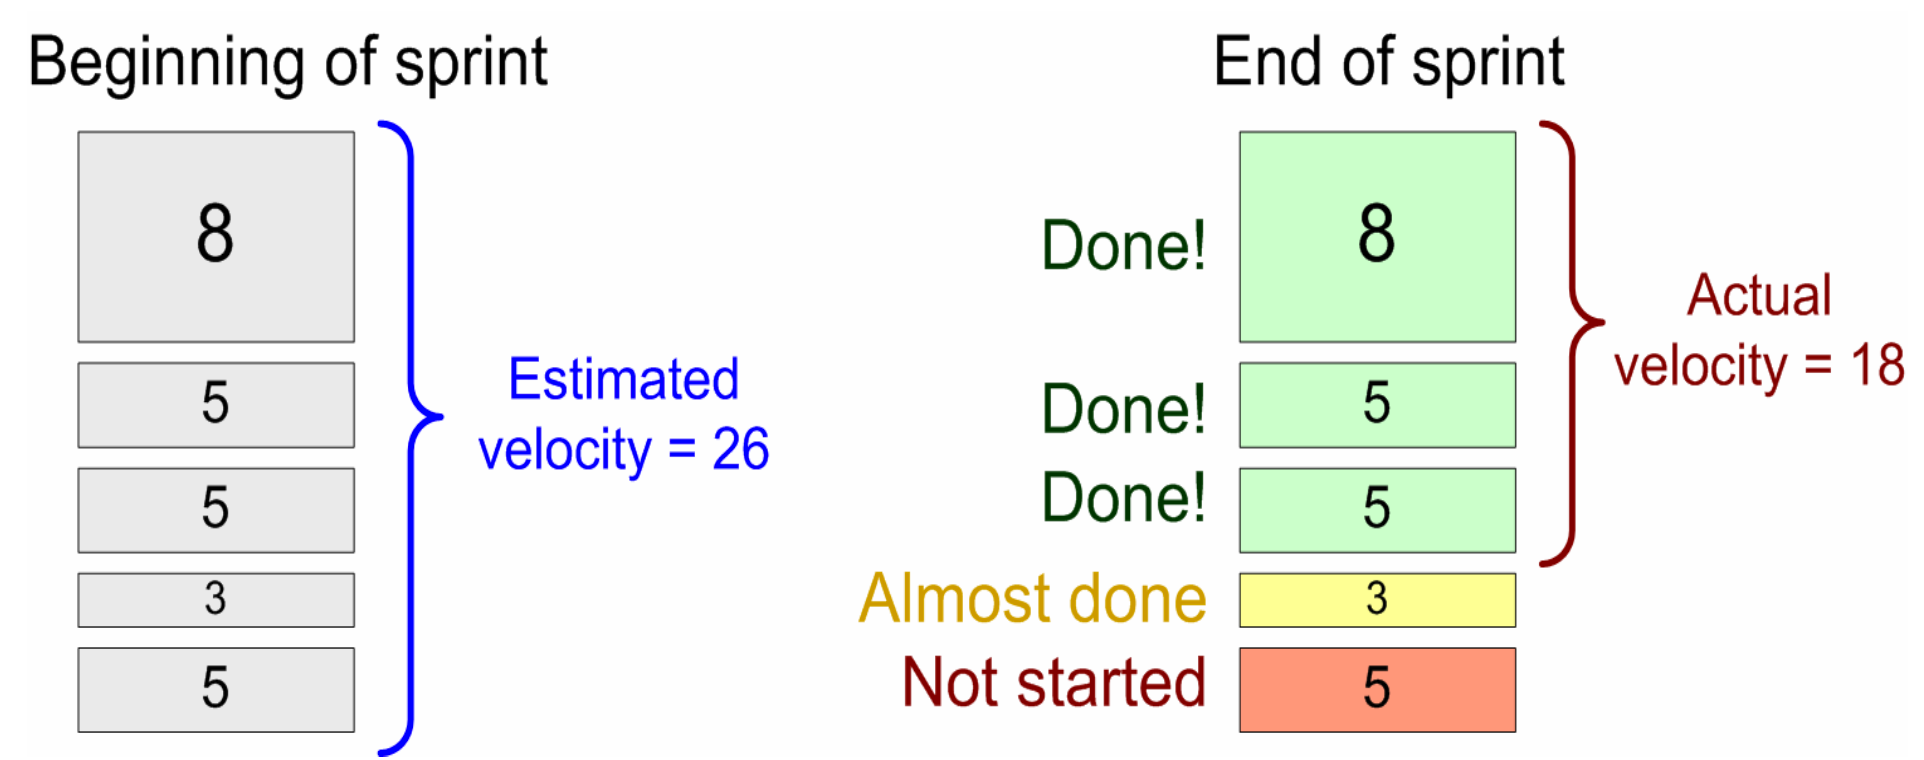 Beginning of sprint
8
5
5
3
5
Estimated
velocity = 26
End of sprint
Done!
8
Done!
5
Done!
5
Almost done
3
Not started
5
Actual
velocity = 18